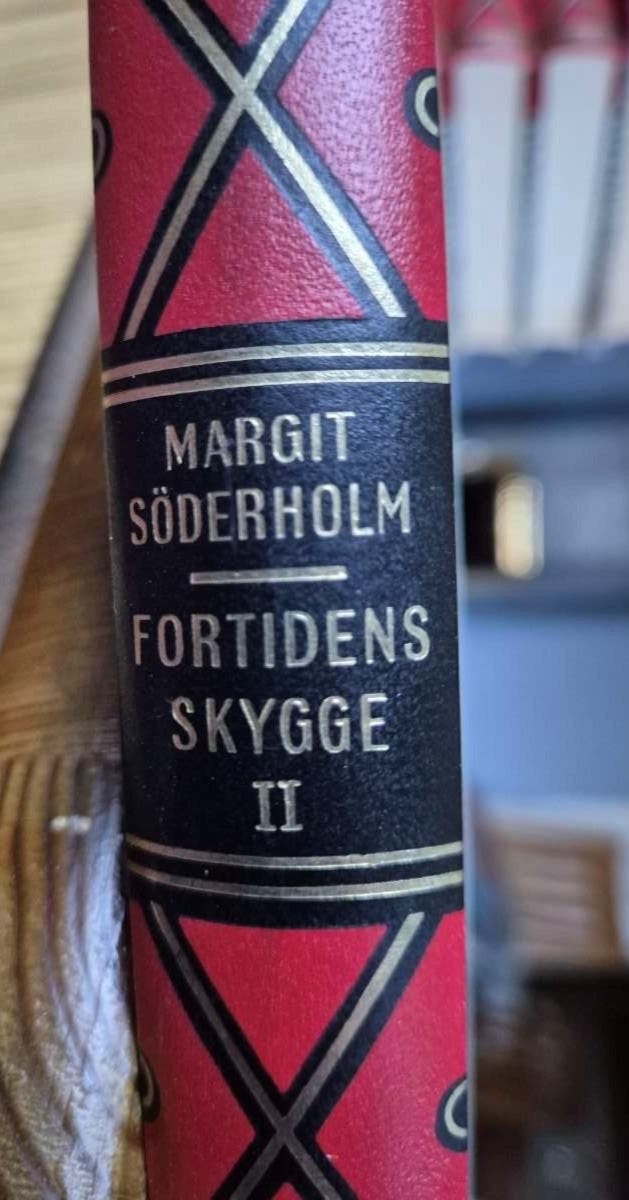 MARGIT
SÖDERHOLM
FORTIDENS
SKYGGE
II